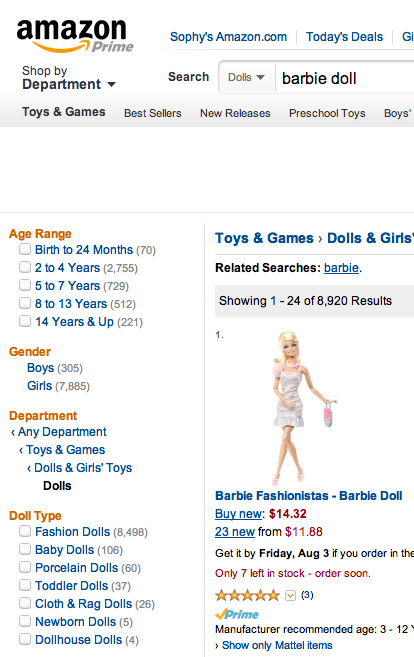 amazon
Prime
Sophy's Amazon.com
Today's Deals
Shop by
Department
Search
Dolls
barbie doll
Toys & Games
Best Sellers
New Releases
Preschool Toys
Boys'
Age Range
Birth to 24 Months (70)
2 to 4 Years (2,755)
5 to 7 Years (729)
8 to 13 Years (512)
14 Years & Up (221)
Gender
Boys (305)
Girls (7,885)
Department
‹ Any Department
‹ Toys & Games
‹ Dolls & Girls' Toys
Dolls
Doll Type
Fashion Dolls (8,498)
Baby Dolls (106)
Porcelain Dolls (60)
Toddler Dolls (37)
Cloth & Rag Dolls (26)
Newborn Dolls (5)
Dollhouse Dolls (4)
Toys & Games › Dolls & Girls'
Related Searches: barbie.
Showing 1 - 24 of 8,920 Results
1.
Barbie Fashionistas - Barbie Doll
Buy new: $14.32
23 new from $11.88
Get it by Friday, Aug 3 if you order in the
Only 7 left in stock - order soon.
(3)
Prime
Manufacturer recommended age: 3 - 12 Y
› Show only Mattel items